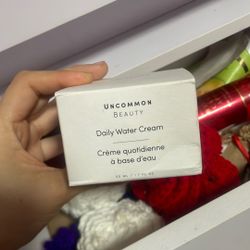 UNCOMMON
BEAUTY
Daily Water Cream
Crème quotidienne
à base d'eau